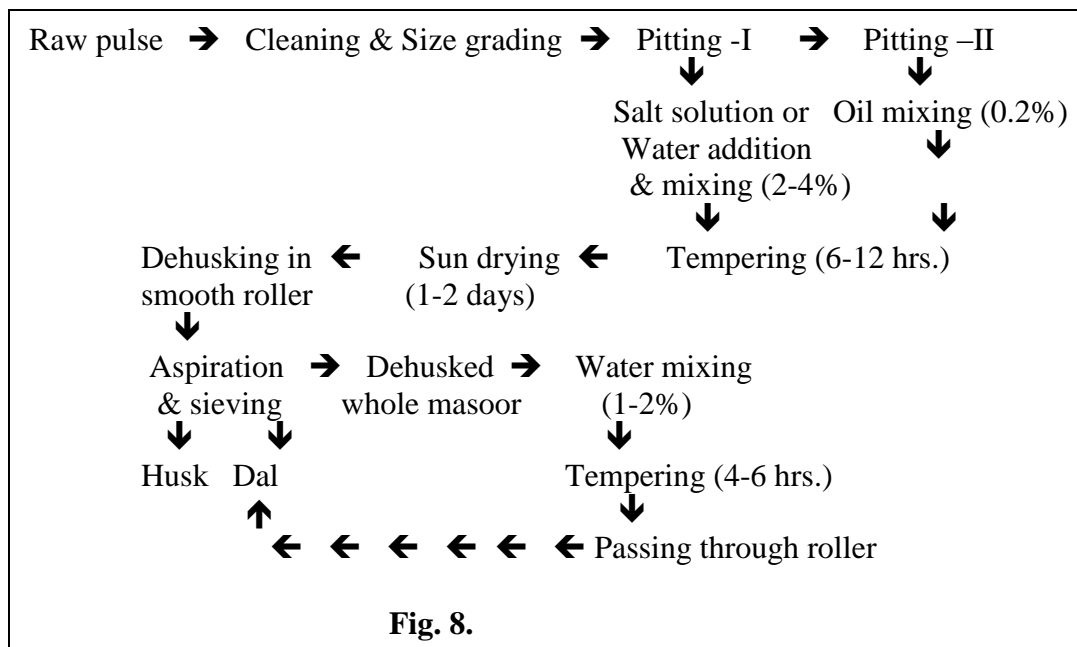 Raw pulse ➔ Cleaning & Size grading ➔ Pitting -I ➔ Pitting –II
Salt solution or Oil mixing (0.2%)
Water addition
& mixing (2-4%)
Dehusking in 🡸 Sun drying 🡸 Tempering (6-12 hrs.)
smooth roller (1-2 days)
Aspiration ➔ Dehusked ➔ Water mixing
& sieving whole masoor (1-2%)
Husk Dal Tempering (4-6 hrs.)
Passing through roller
Fig. 8.